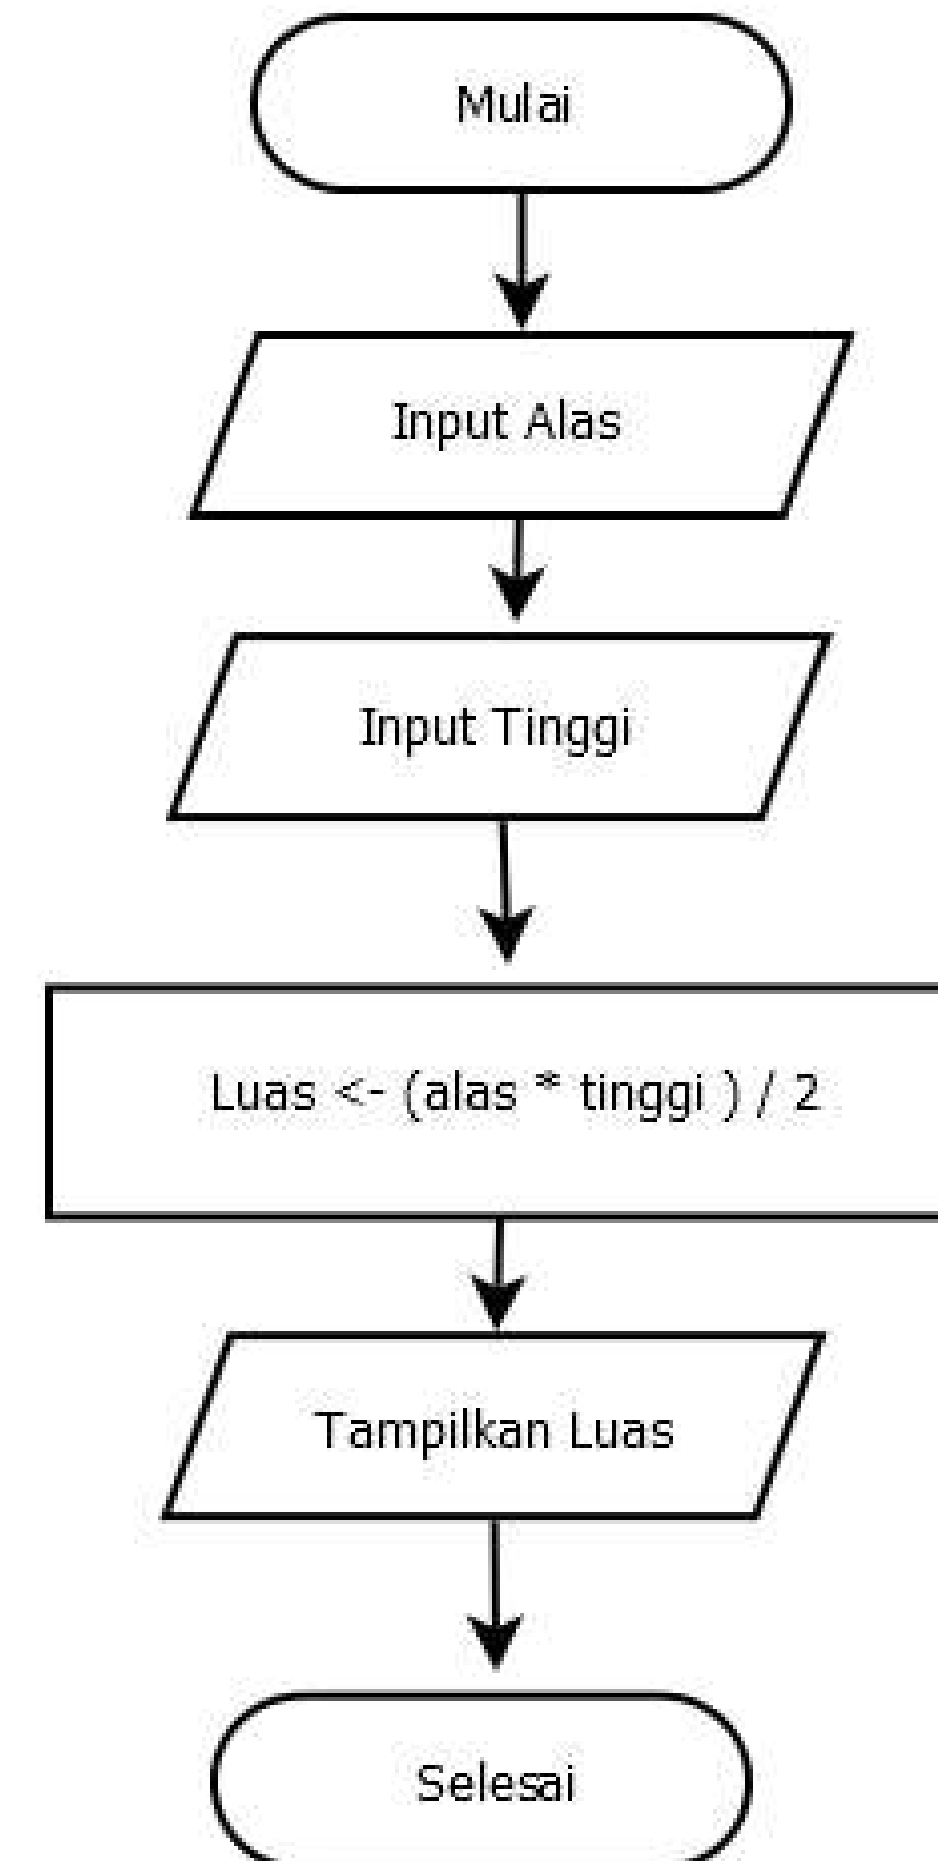 Mulai
Input Alas
Input Tinggi
Luas <- (alas * tinggi ) / 2
Tampilkan Luas
Selesai